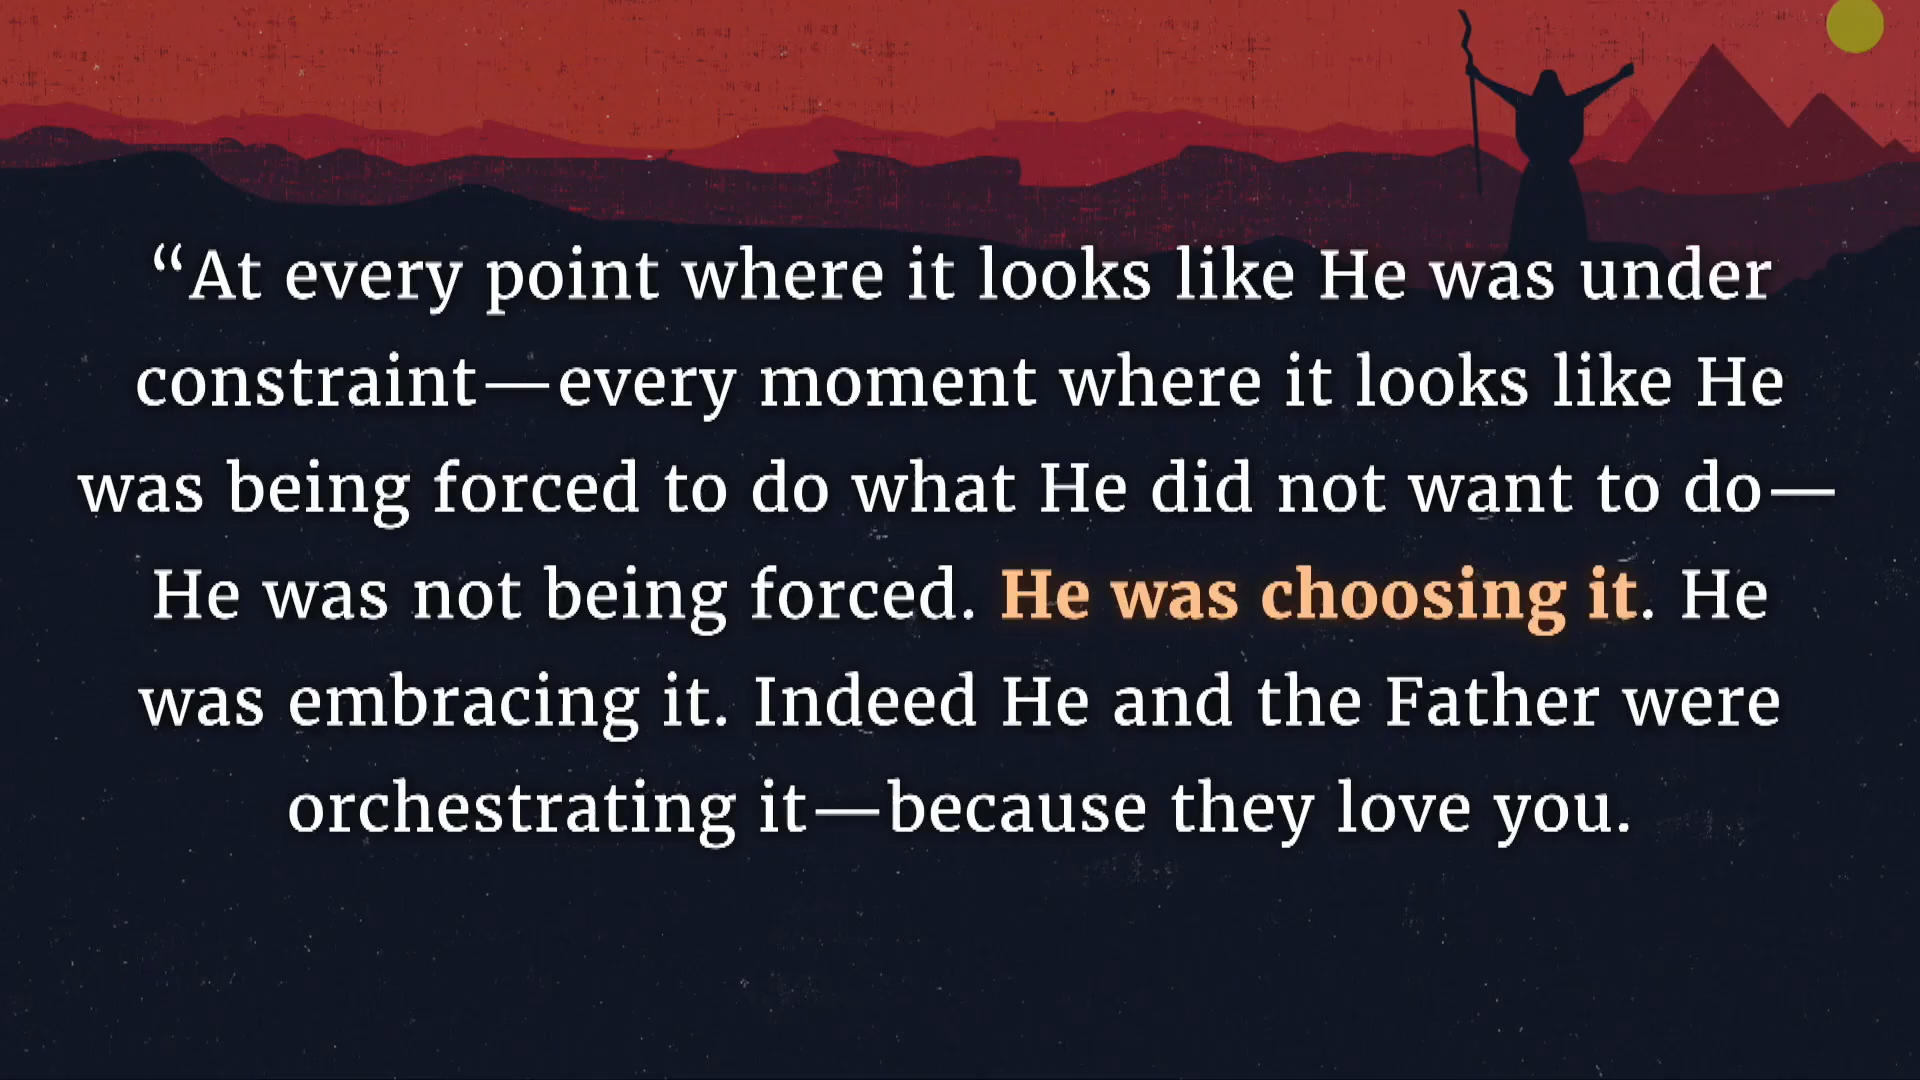 “At every point where it looks like He was under
constraint—every moment where it looks like He
was being forced to do what He did not want to do—
He was not being forced. He was choosing it. He
was embracing it. Indeed He and the Father were
orchestrating it—because they love you.